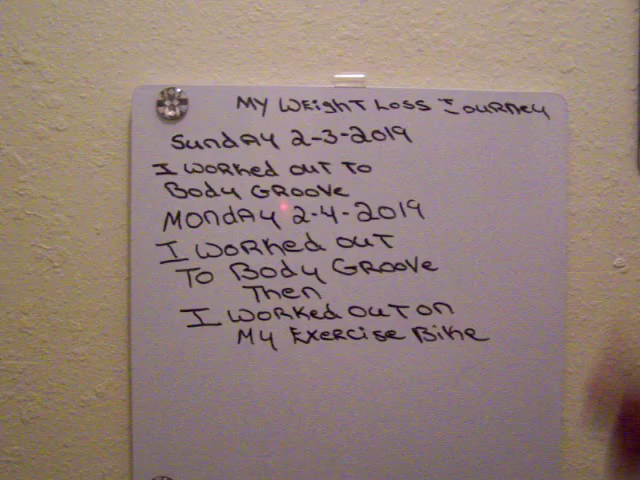 MY WEIGHT LOSS JOURNEY
SUNDAY 2-3-2019
I WORKED OUT TO
BODY GROOVE
MONDAY 2-4-2019
I WORKED OUT
TO BODY GROOVE
THEN
I WORKED OUT ON
MY EXERCISE BIKE